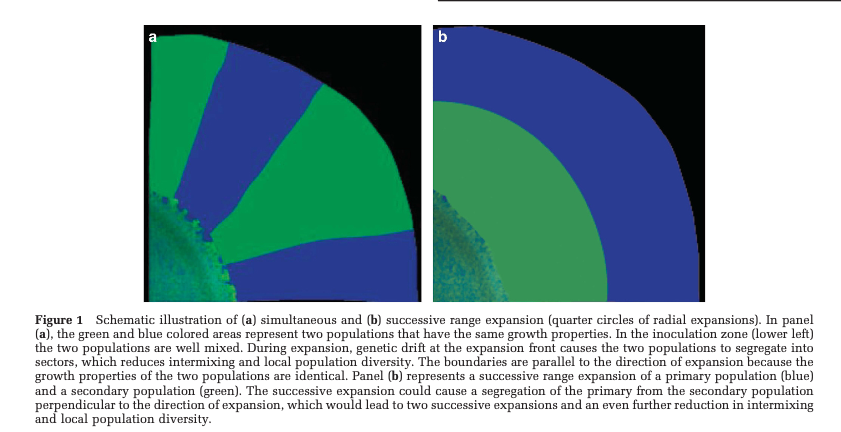 a
b
Figure 1 Schematic illustration of (a) simultaneous and (b) successive range expansion (quarter circles of radial expansions). In panel
(a), the green and blue colored areas represent two populations that have the same growth properties. In the inoculation zone (lower left)
the two populations are well mixed. During expansion, genetic drift at the expansion front causes the two populations to segregate into
sectors, which reduces intermixing and local population diversity. The boundaries are parallel to the direction of expansion because the
growth properties of the two populations are identical. Panel (b) represents a successive range expansion of a primary population (blue)
and a secondary population (green). The successive expansion could cause a segregation of the primary from the secondary population
perpendicular to the direction of expansion, which would lead to two successive expansions and an even further reduction in intermixing
and local population diversity.